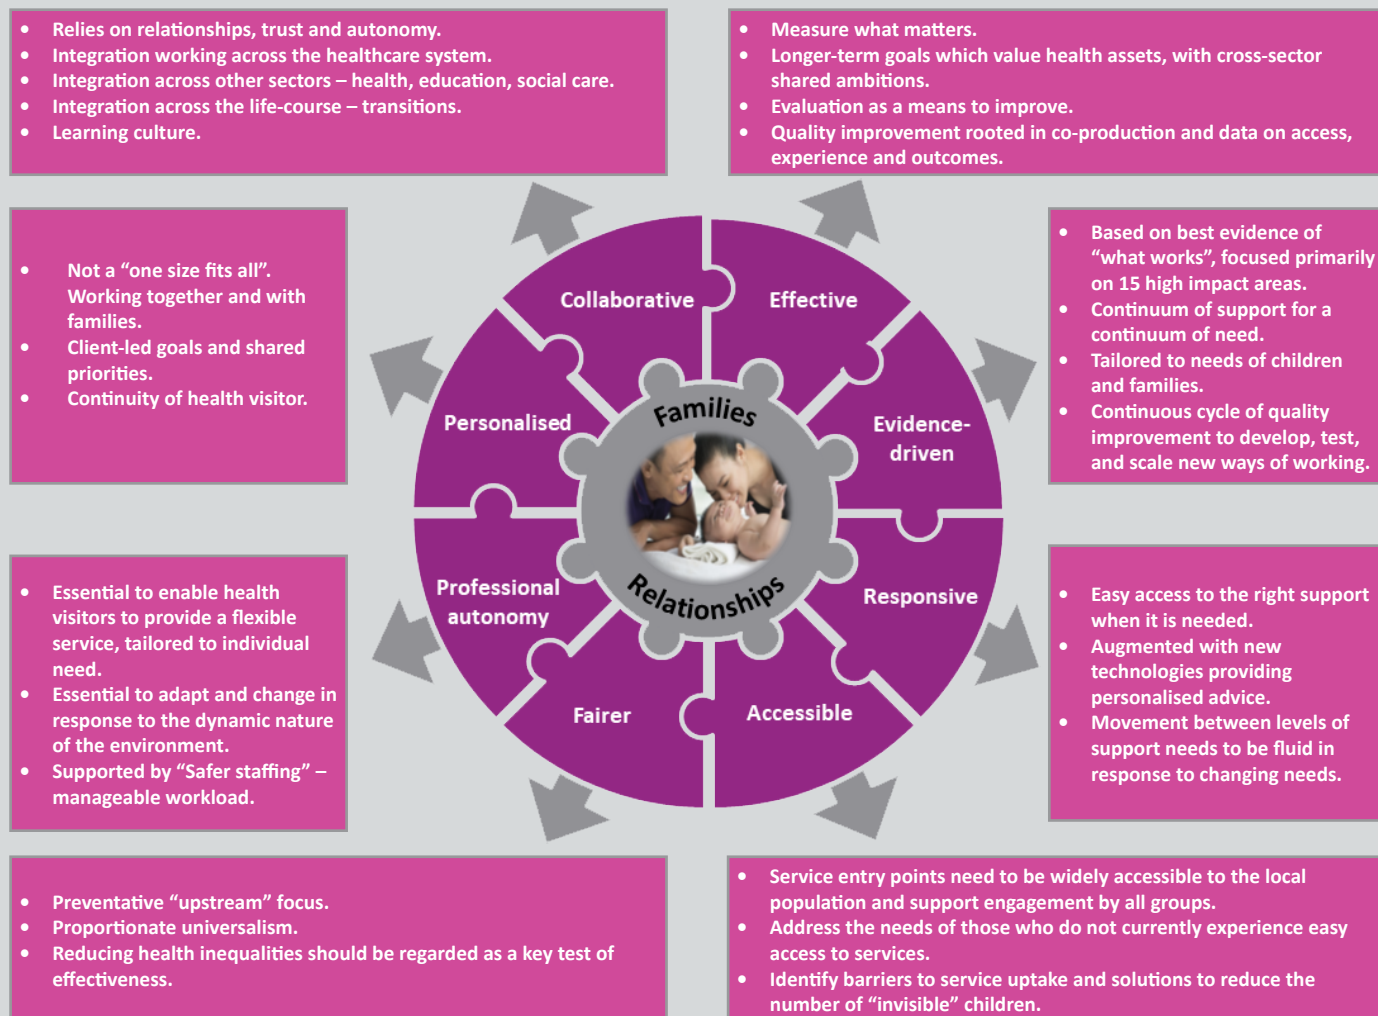 • Relies on relationships, trust and autonomy.
• Integration working across the healthcare system.
• Integration across other sectors – health, education, social care.
• Integration across the life-course – transitions.
• Learning culture.
• Measure what matters.
• Longer-term goals which value health assets, with cross-sector
shared ambitions.
• Evaluation as a means to improve.
• Quality improvement rooted in co-production and data on access,
experience and outcomes.
• Not a “one size fits all”.
Working together and with
families.
• Client-led goals and shared
priorities.
• Continuity of health visitor.
• Based on best evidence of
“what works”, focused primarily
on 15 high impact areas.
• Continuum of support for a
continuum of need.
• Tailored to needs of children
and families.
• Continuous cycle of quality
improvement to develop, test,
and scale new ways of working.
Collaborative
Effective
Personalised
Evidence-
driven
Families
Relationships
Professional
autonomy
Responsive
Fairer
Accessible
• Essential to enable health
visitors to provide a flexible
service, tailored to individual
need.
• Essential to adapt and change in
response to the dynamic nature
of the environment.
• Supported by “Safer staffing” –
manageable workload.
• Easy access to the right support
when it is needed.
• Augmented with new
technologies providing
personalised advice.
• Movement between levels of
support needs to be fluid in
response to changing needs.
• Preventative “upstream” focus.
• Proportionate universalism.
• Reducing health inequalities should be regarded as a key test of
effectiveness.
• Service entry points need to be widely accessible to the local
population and support engagement by all groups.
• Address the needs of those who do not currently experience easy
access to services.
• Identify barriers to service uptake and solutions to reduce the
number of “invisible” children.